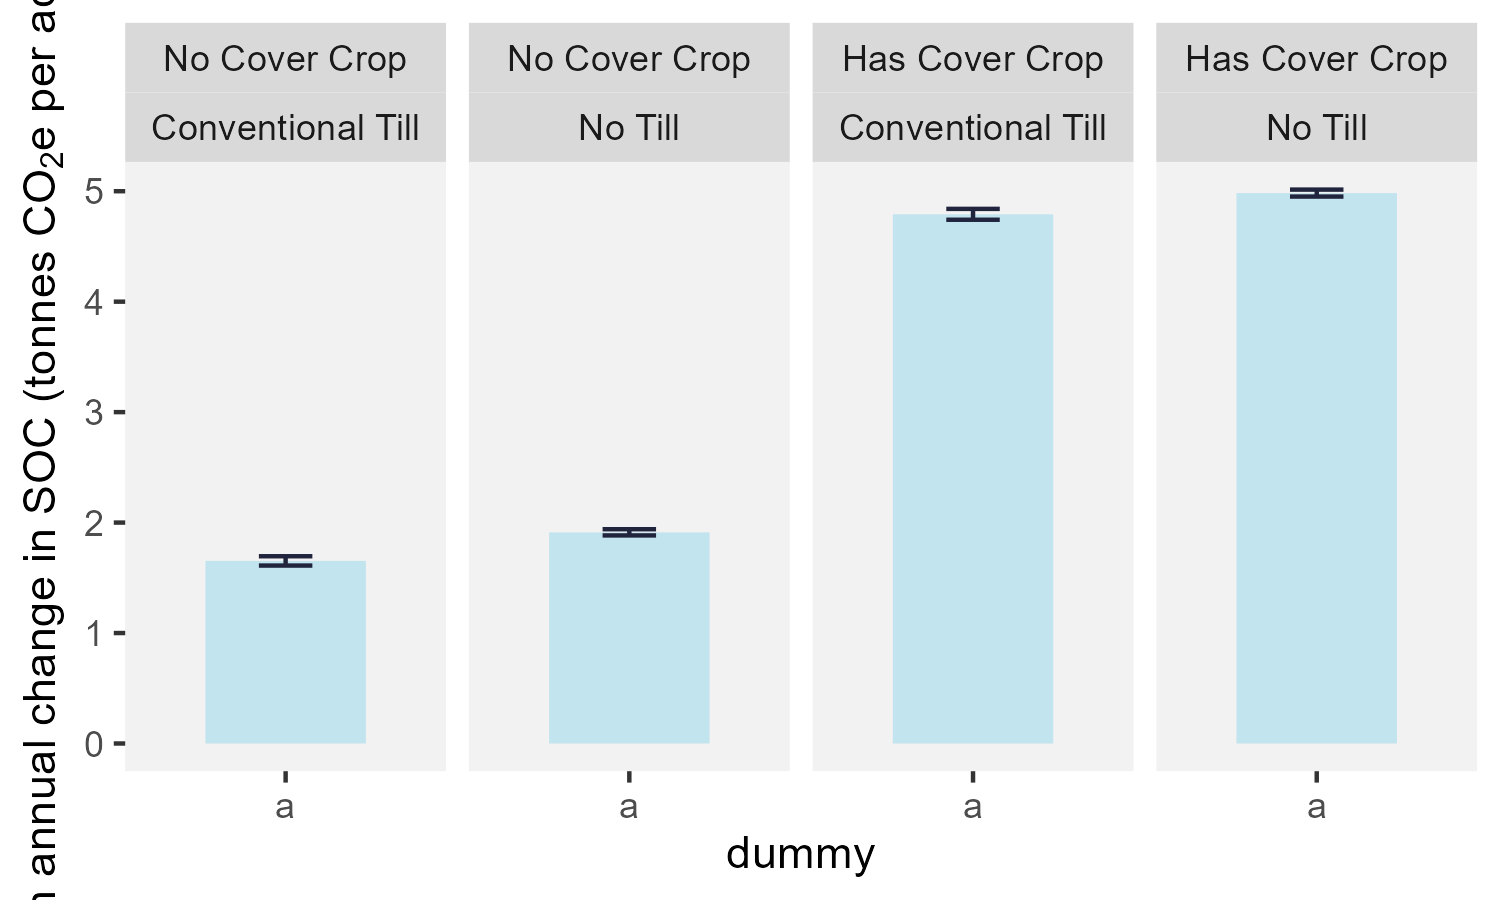 No Cover Crop
No Cover Crop
Has Cover Crop
Has Cover Crop
Conventional Till
No Till
Conventional Till
No Till
annual change in SOC (tonnes CO₂e per
5
4
3
2
1
0
a
a
a
a
dummy